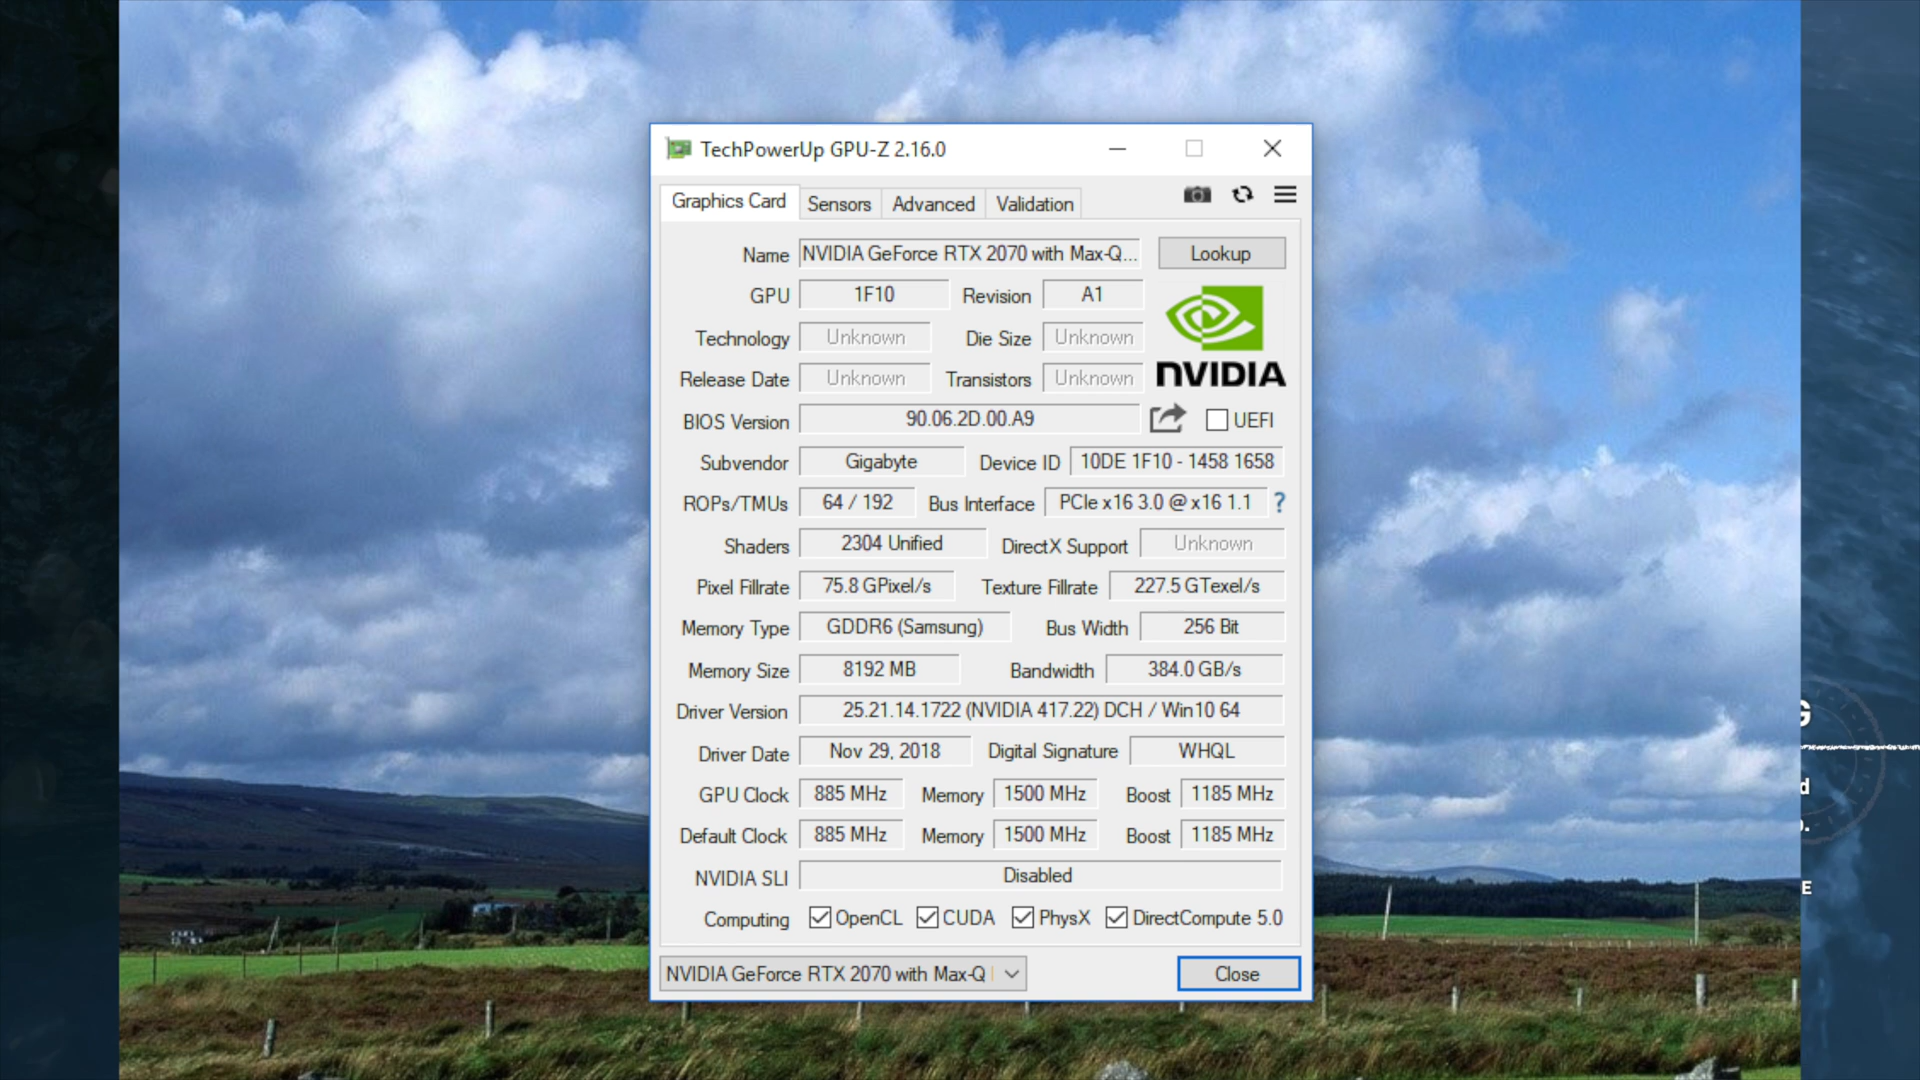 TechPowerUp GPU-Z 2.16.0
Graphics Card Sensors Advanced Validation
Name NVIDIA GeForce RTX 2070 with Max-Q... Lookup
GPU 1F10 Revision A1
Technology Unknown Die Size Unknown
NVIDIA
Release Date Unknown Transistors Unknown
BIOS Version 90.06.2D.00.A9 UEFI
Subvendor Gigabyte Device ID 10DE 1F10 - 1458 1658
ROPs/TMUs 64 / 192 Bus Interface PCIe x16 3.0 @ x16 1.1 ?
Shaders 2304 Unified DirectX Support Unknown
Pixel Fillrate 75.8 GPixel/s Texture Fillrate 227.5 GTexel/s
Memory Type GDDR6 (Samsung) Bus Width 256 Bit
Memory Size 8192 MB Bandwidth 384.0 GB/s
Driver Version 25.21.14.1722 (NVIDIA 417.22) DCH / Win10 64
Driver Date Nov 29, 2018 Digital Signature WHQL
GPU Clock 885 MHz Memory 1500 MHz Boost 1185 MHz
Default Clock 885 MHz Memory 1500 MHz Boost 1185 MHz
NVIDIA SLI Disabled
Computing OpenCL CUDA PhysX DirectCompute 5.0
NVIDIA GeForce RTX 2070 with Max-Q Close